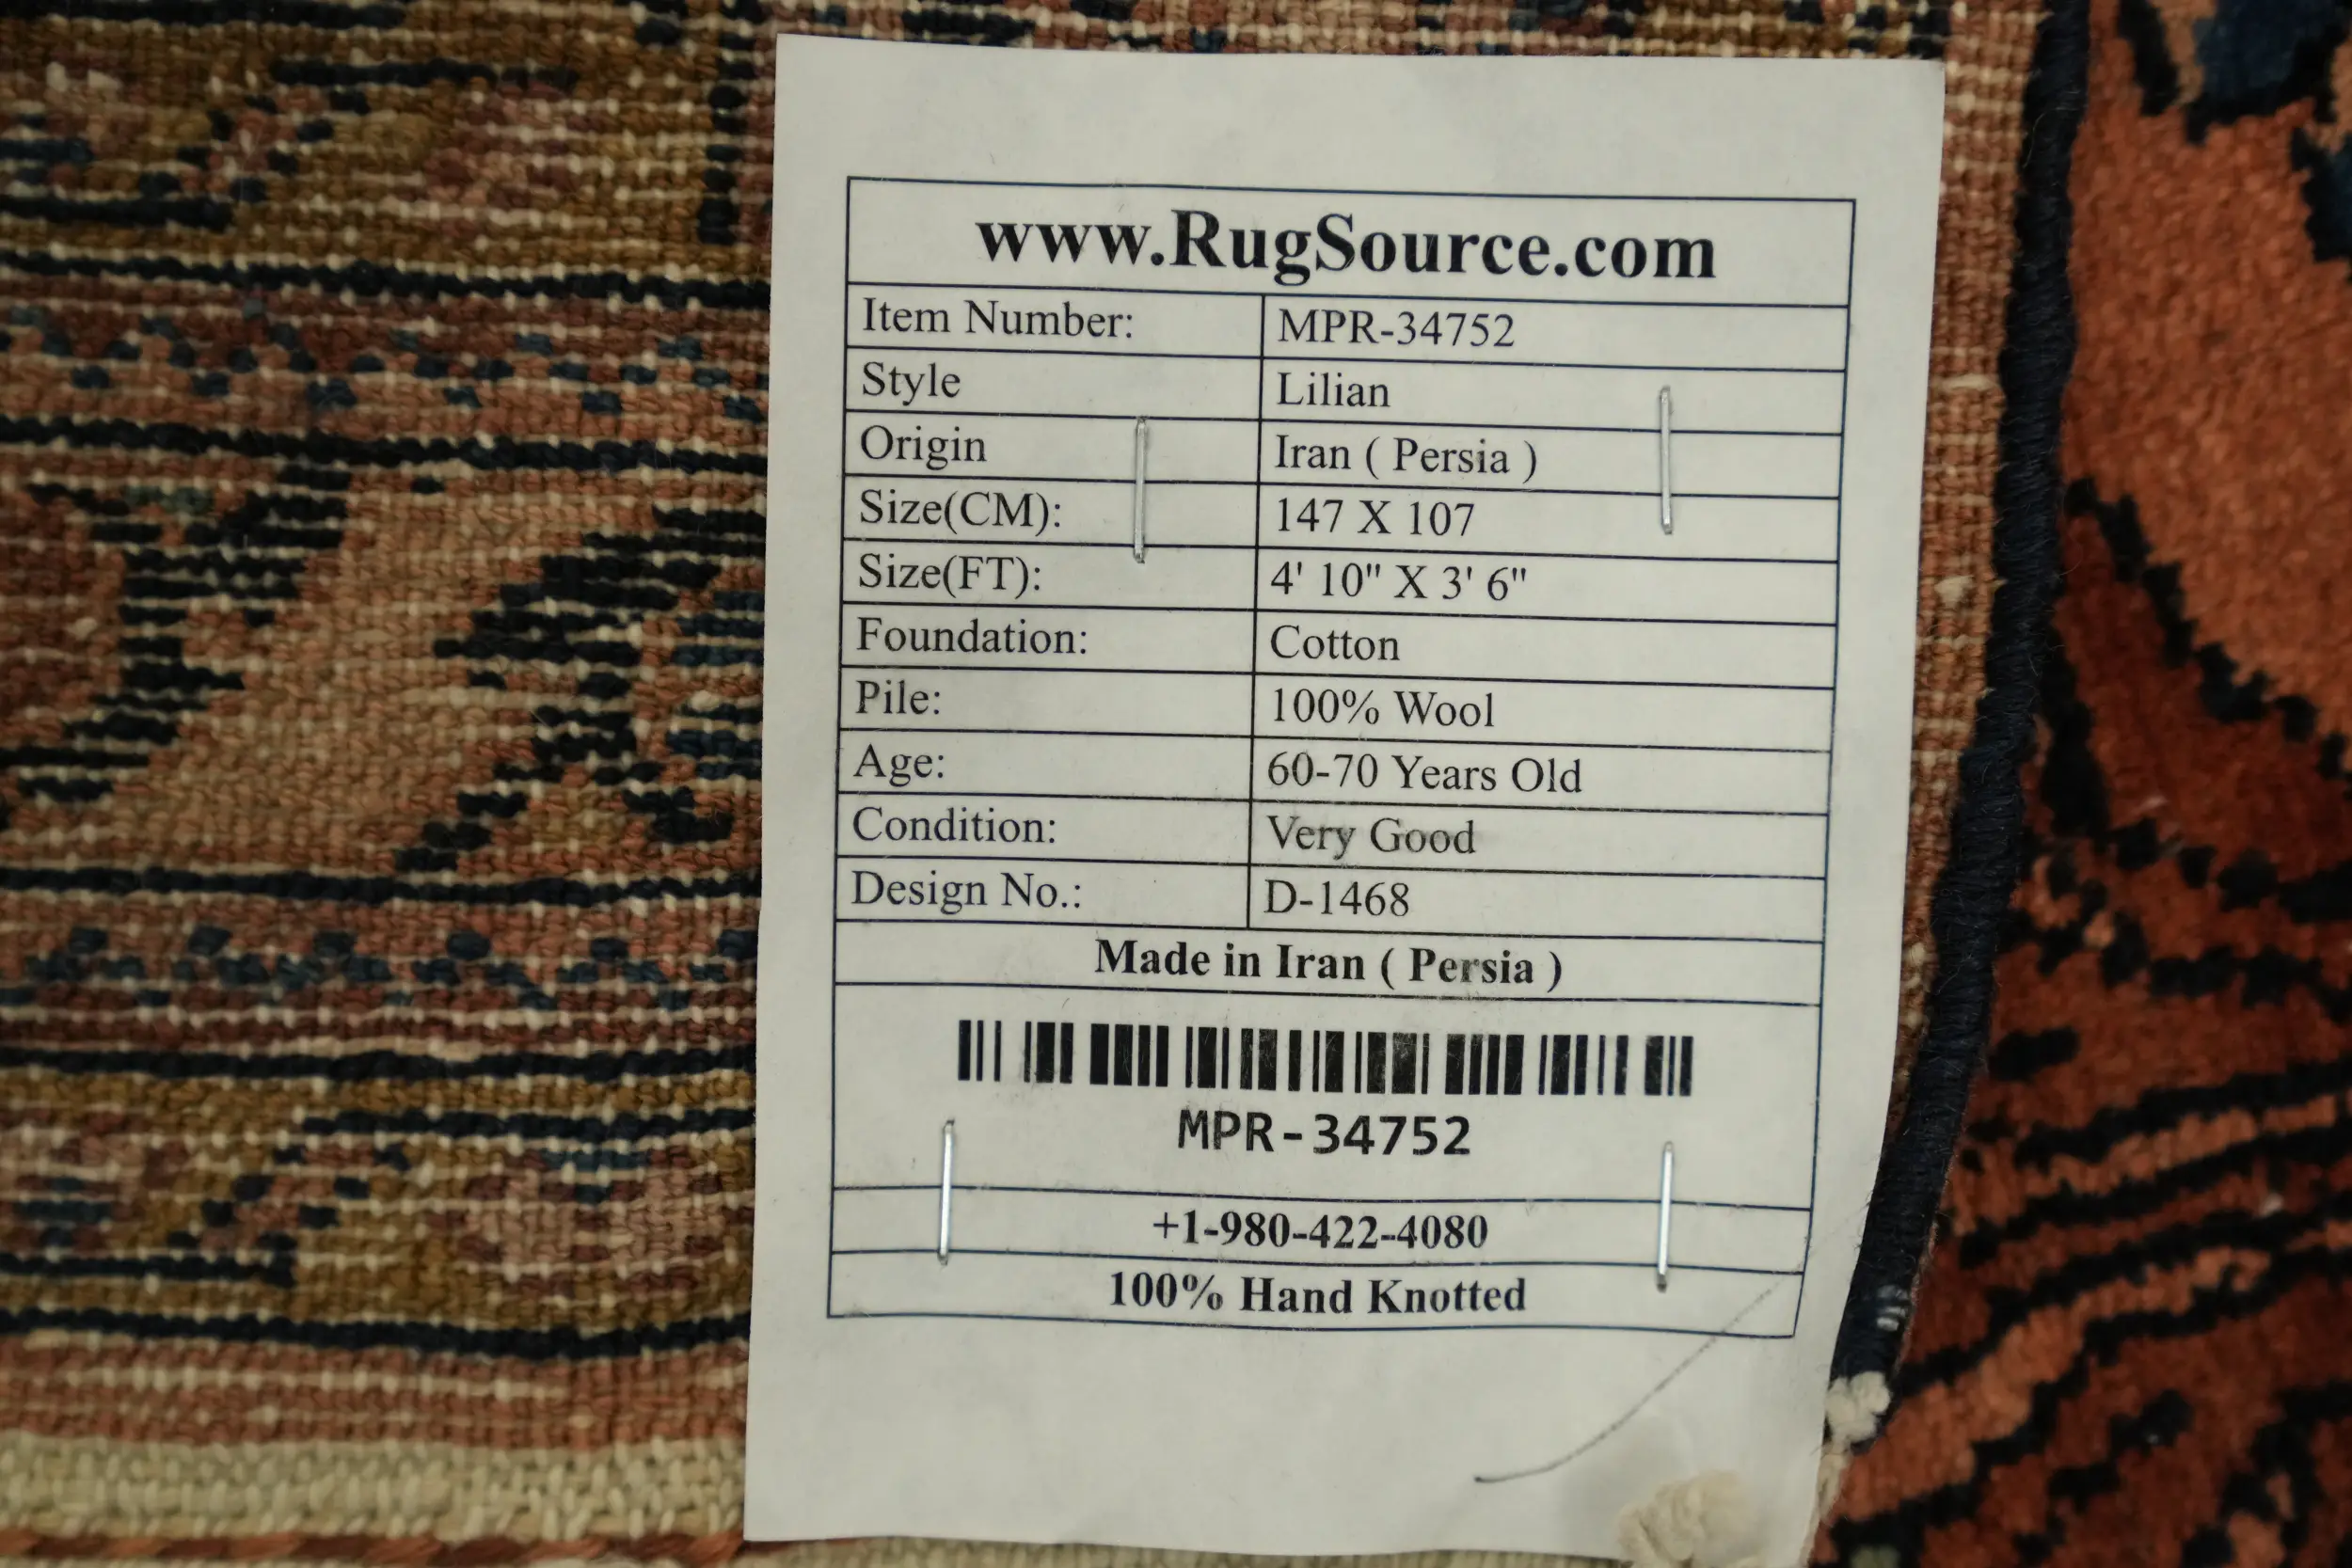 www.RugSource.com
Item Number: MPR-34752
Style Lilian
Origin Iran ( Persia )
Size(CM): 147 X 107
Size(FT): 4' 10" X 3' 6"
Foundation: Cotton
Pile: 100% Wool
Age: 60-70 Years Old
Condition: Very Good
Design No.: D-1468
Made in Iran ( Persia )
MPR-34752
+1-980-422-4080
100% Hand Knotted